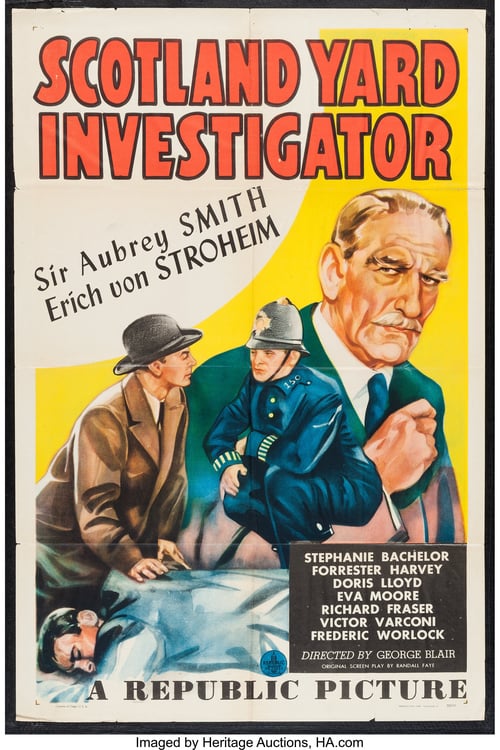 SCOTLAND YARD
INVESTIGATOR
Sir Aubrey SMITH
Erich von STROHEIM
150
STEPHANIE BACHELOR
FORRESTER HARVEY
DORIS LLOYD
EVA MOORE
RICHARD FRASER
VICTOR VARCONI
FREDERIC WORLOCK
DIRECTED BY GEORGE BLAIR
ORIGINAL SCREEN PLAY BY RANDALL FAYE
A REPUBLIC PICTURE
Imaged by Heritage Auctions, HA.com